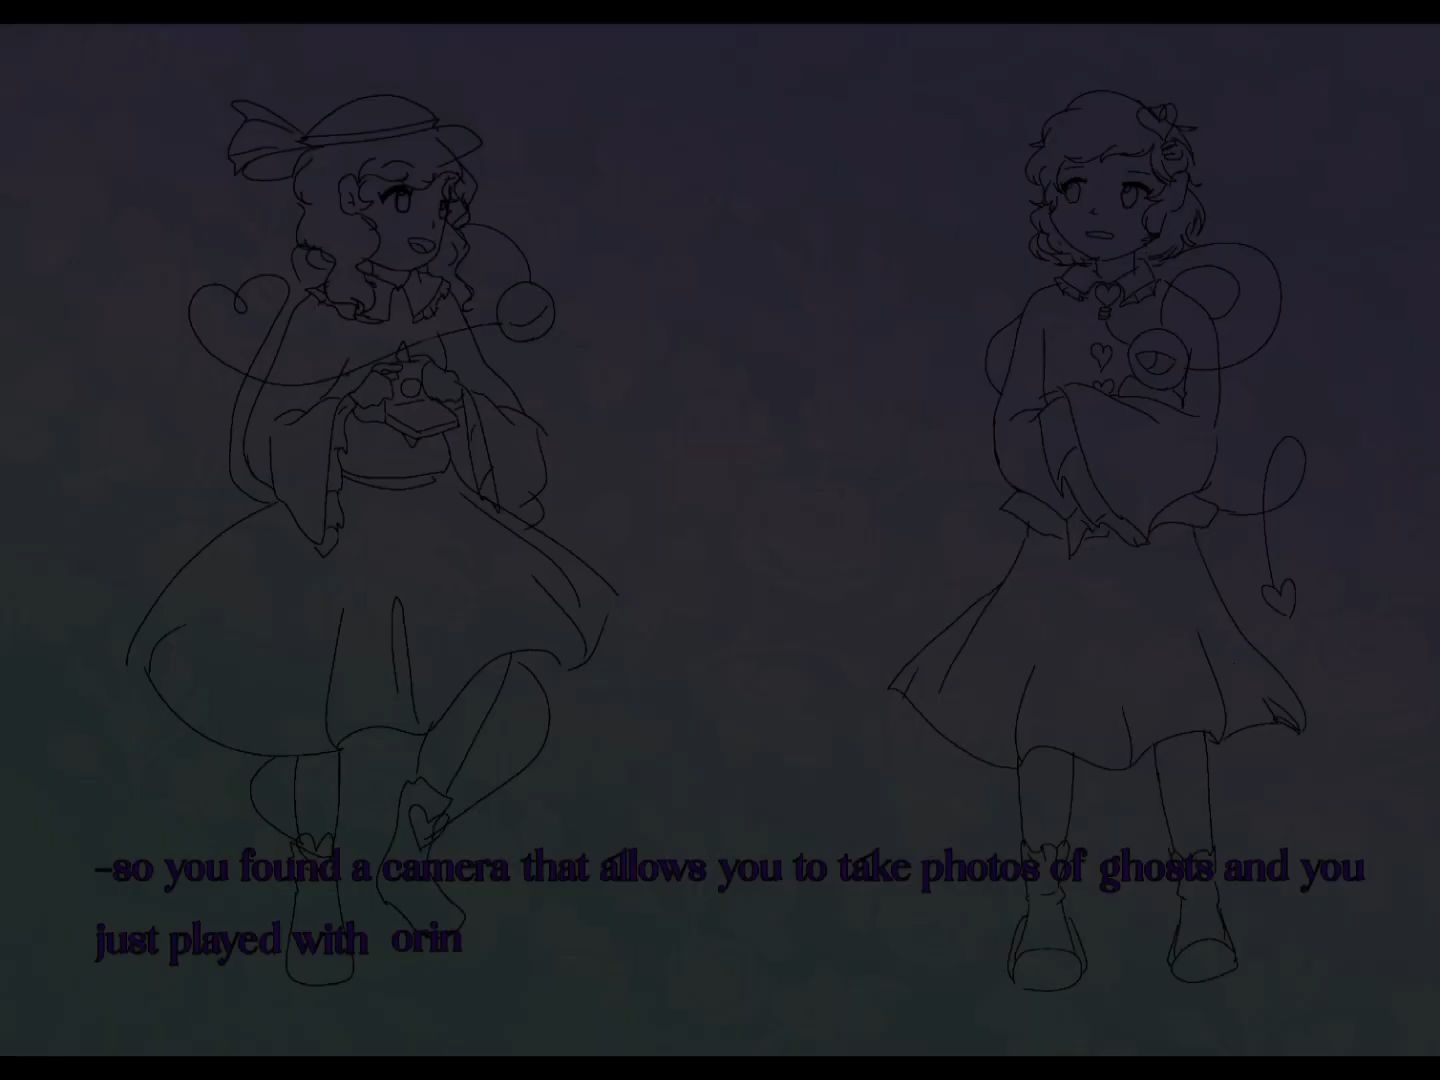 -so you found a camera that allows you to take photos of ghosts and you
just played with orin